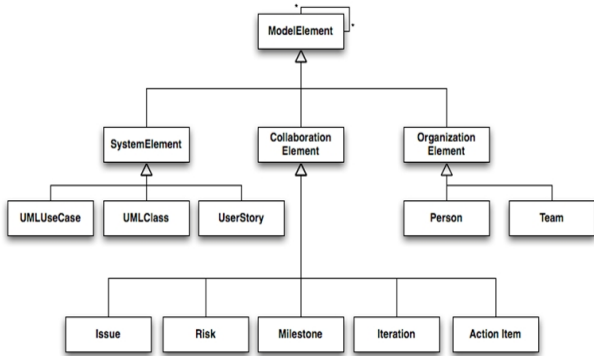 *
ModelElement
*
SystemElement
Collaboration
Element
Organization
Element
UMLUseCase
UMLClass
UserStory
Person
Team
Issue
Risk
Milestone
Iteration
Action Item